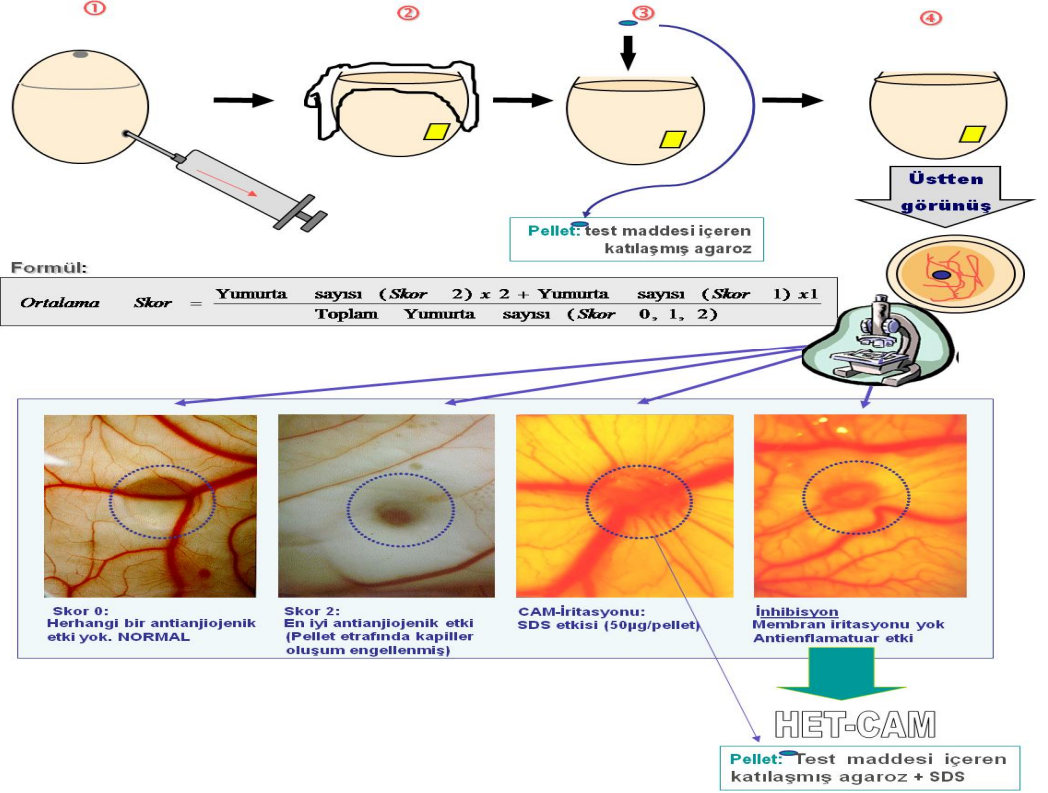 ① ② ③ ④
Üstten
görünüş
Pellet: test maddesi içeren
katılaşmış agaroz
Formül:
Ortalama Skor = Yumurta sayısı (Skor 2) x 2 + Yumurta sayısı (Skor 1) x1
Toplam Yumurta sayısı (Skor 0, 1, 2)
Skor 0:
Herhangi bir antianjiojenik
etki yok. NORMAL
Skor 2:
En iyi antianjiojenik etki
(Pellet etrafında kapiller
oluşum engellenmiş)
CAM-İritasyonu:
SDS etkisi (50µg/pellet)
İnhibisyon
Membran iritasyonu yok
Antienflamatuar etki
HET-CAM
Pellet: Test maddesi içeren
katılaşmış agaroz + SDS